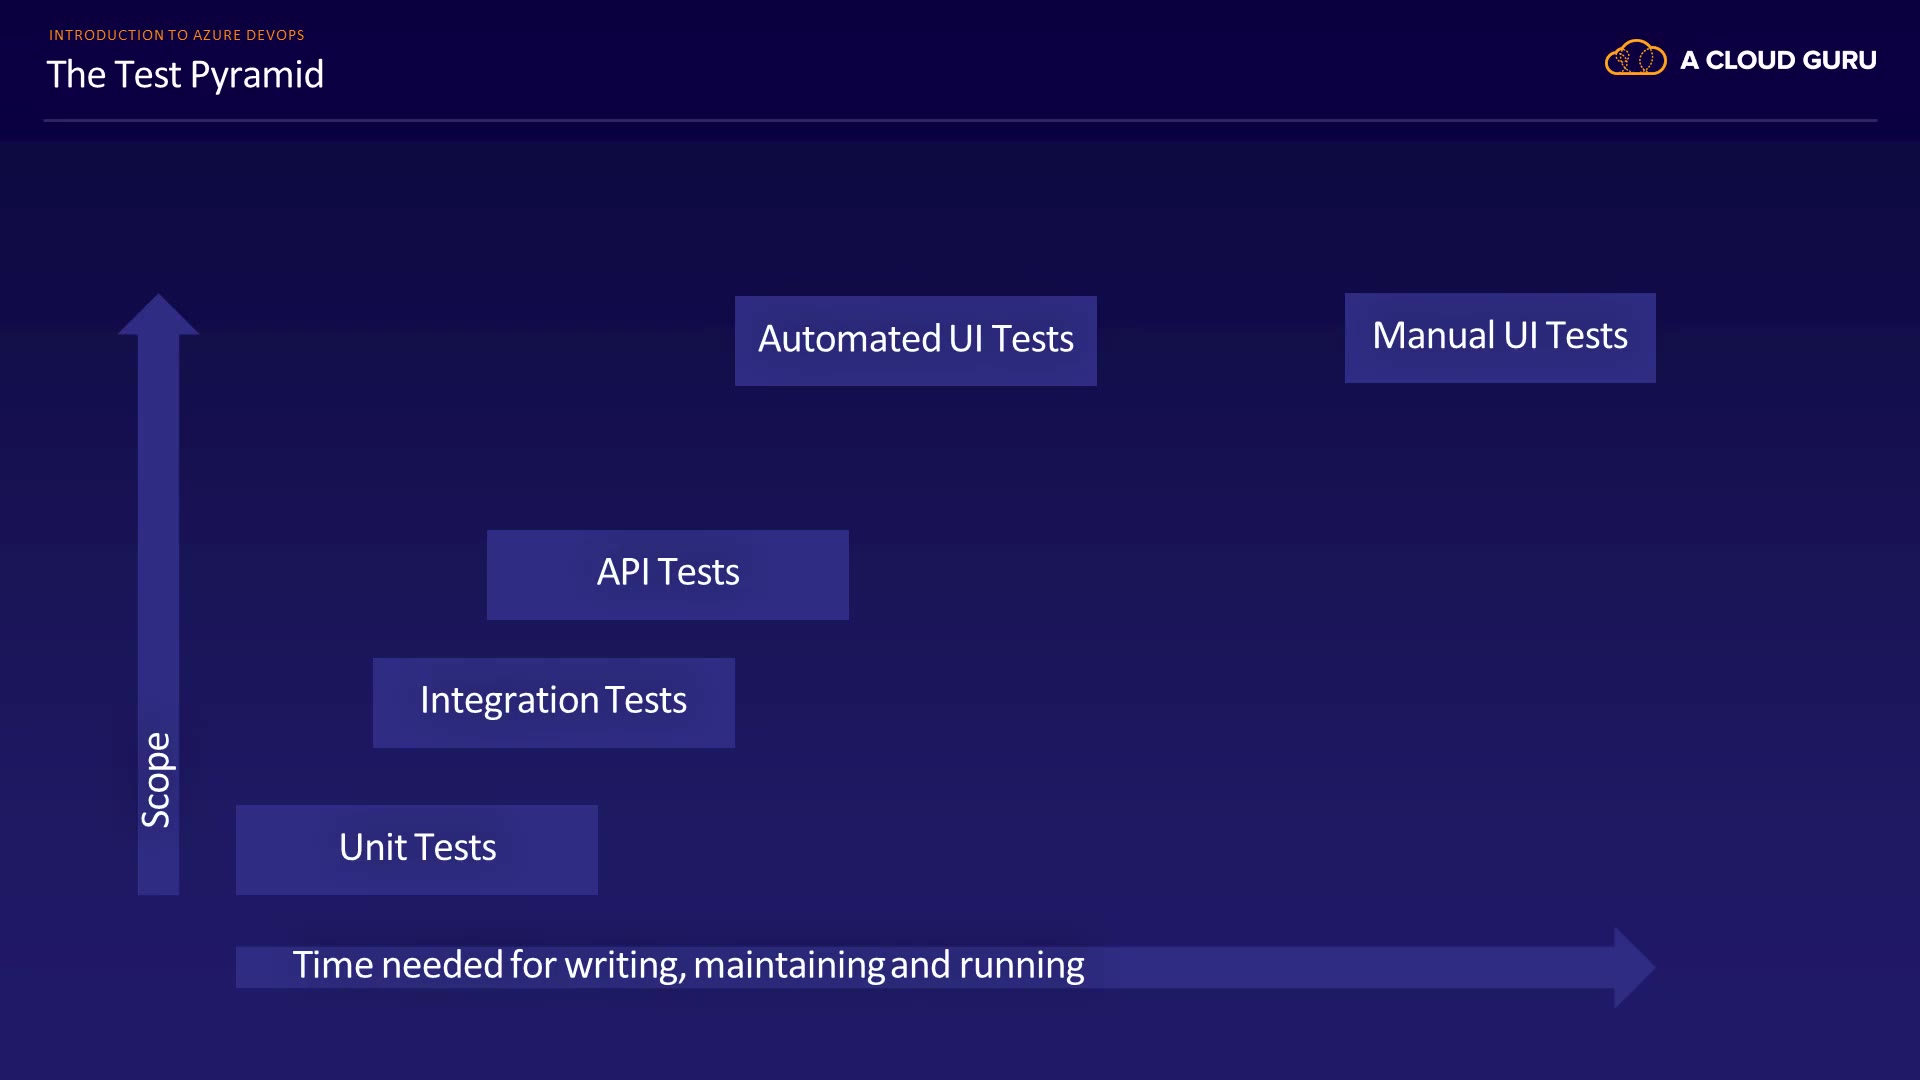 INTRODUCTION TO AZURE DEVOPS
The Test Pyramid
A CLOUD GURU
Automated UI Tests
Manual UI Tests
API Tests
Integration Tests
Scope
Unit Tests
Time needed for writing, maintaining and running